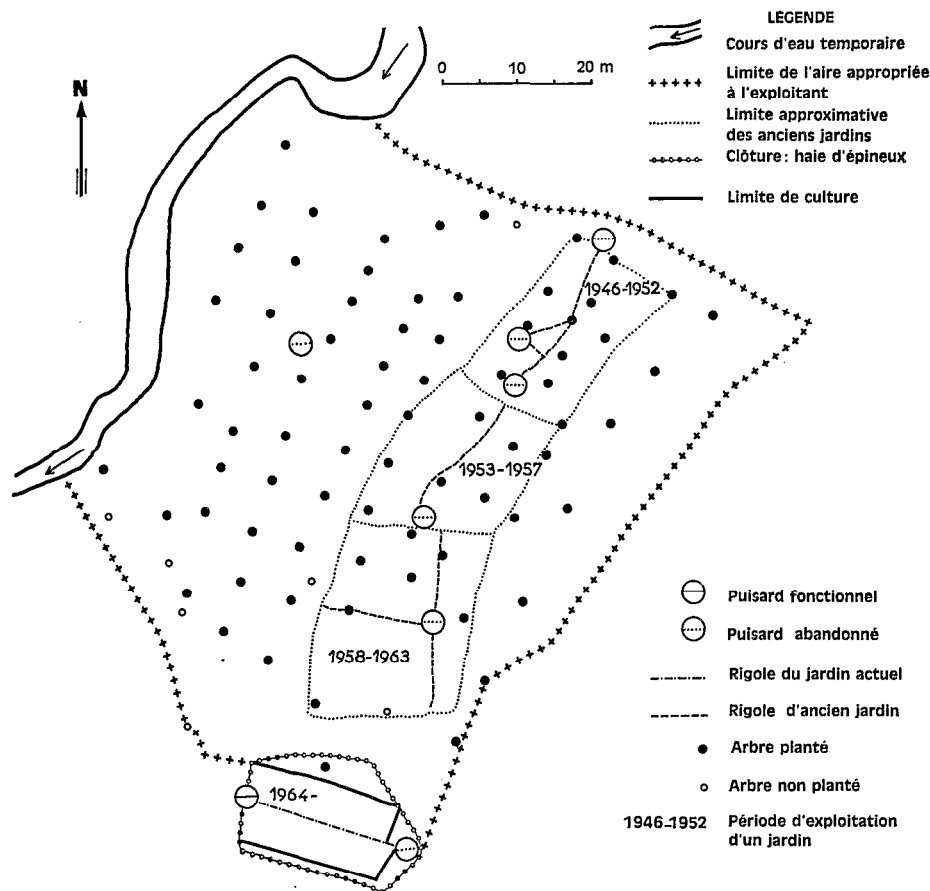 LÉGENDE
Cours d'eau temporaire
0 10 20 m
Limite de l'aire appropriée
à l'exploitant
N
Limite approximative
des anciens jardins
Clôture : haie d'épineux
Limite de culture
1946-1952
1953-1957
1958-1963
1964-
Puisard fonctionnel
Puisard abandonné
Rigole du jardin actuel
Rigole d'ancien jardin
Arbre planté
Arbre non planté
1946-1952 Période d'exploitation
d'un jardin